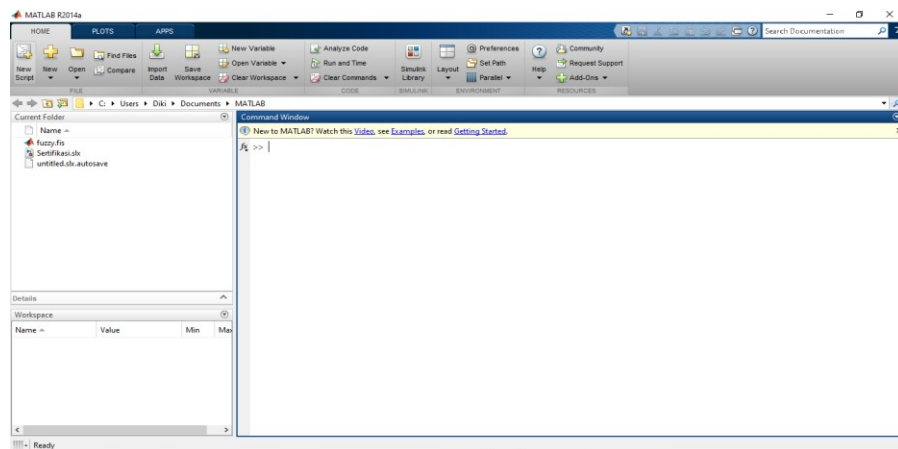 MATLAB R2014a
HOME PLOTS APPS
Search Documentation
New Script
New
Open
Find Files
Compare
Import Data
Save Workspace
New Variable
Open Variable
Clear Workspace
Analyze Code
Run and Time
Clear Commands
Simulink Library
Layout
Preferences
Set Path
Parallel
Help
Community
Request Support
Add-Ons
FILE VARIABLE CODE SIMULINK ENVIRONMENT RESOURCES
C: Users Diki Documents MATLAB
Current Folder
Name
fuzzy.fis
Sertifikasi.slx
untitled.slx.autosave
Details
Workspace
Name Value Min Max
Command Window
New to MATLAB? Watch this Video, see Examples, or read Getting Started.
fx >>
Ready